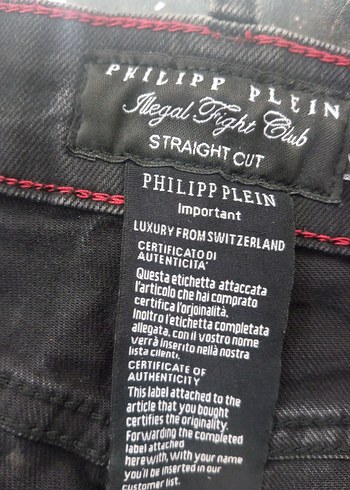 PHILIPP PLEIN
Illegal Fight Club
STRAIGHT CUT
PHILIPP PLEIN
Important
LUXURY FROM SWITZERLAND
CERTIFICATO DI
AUTENTICITA'
Questa etichetta attaccata
l'articolo che hai comprato
certifica l'orjoinalità.
Inoltro l'etichetta completata
allegata, con il vostro nome
verrà inserito nellà nostra
lista clienti.
CERTIFICATE OF
AUTHENTICITY
This label attached to the
article that you bought
certifies the originality.
Forwarding the completed
label attached
herewith, with your name
you'll be inserted in our
customer list.